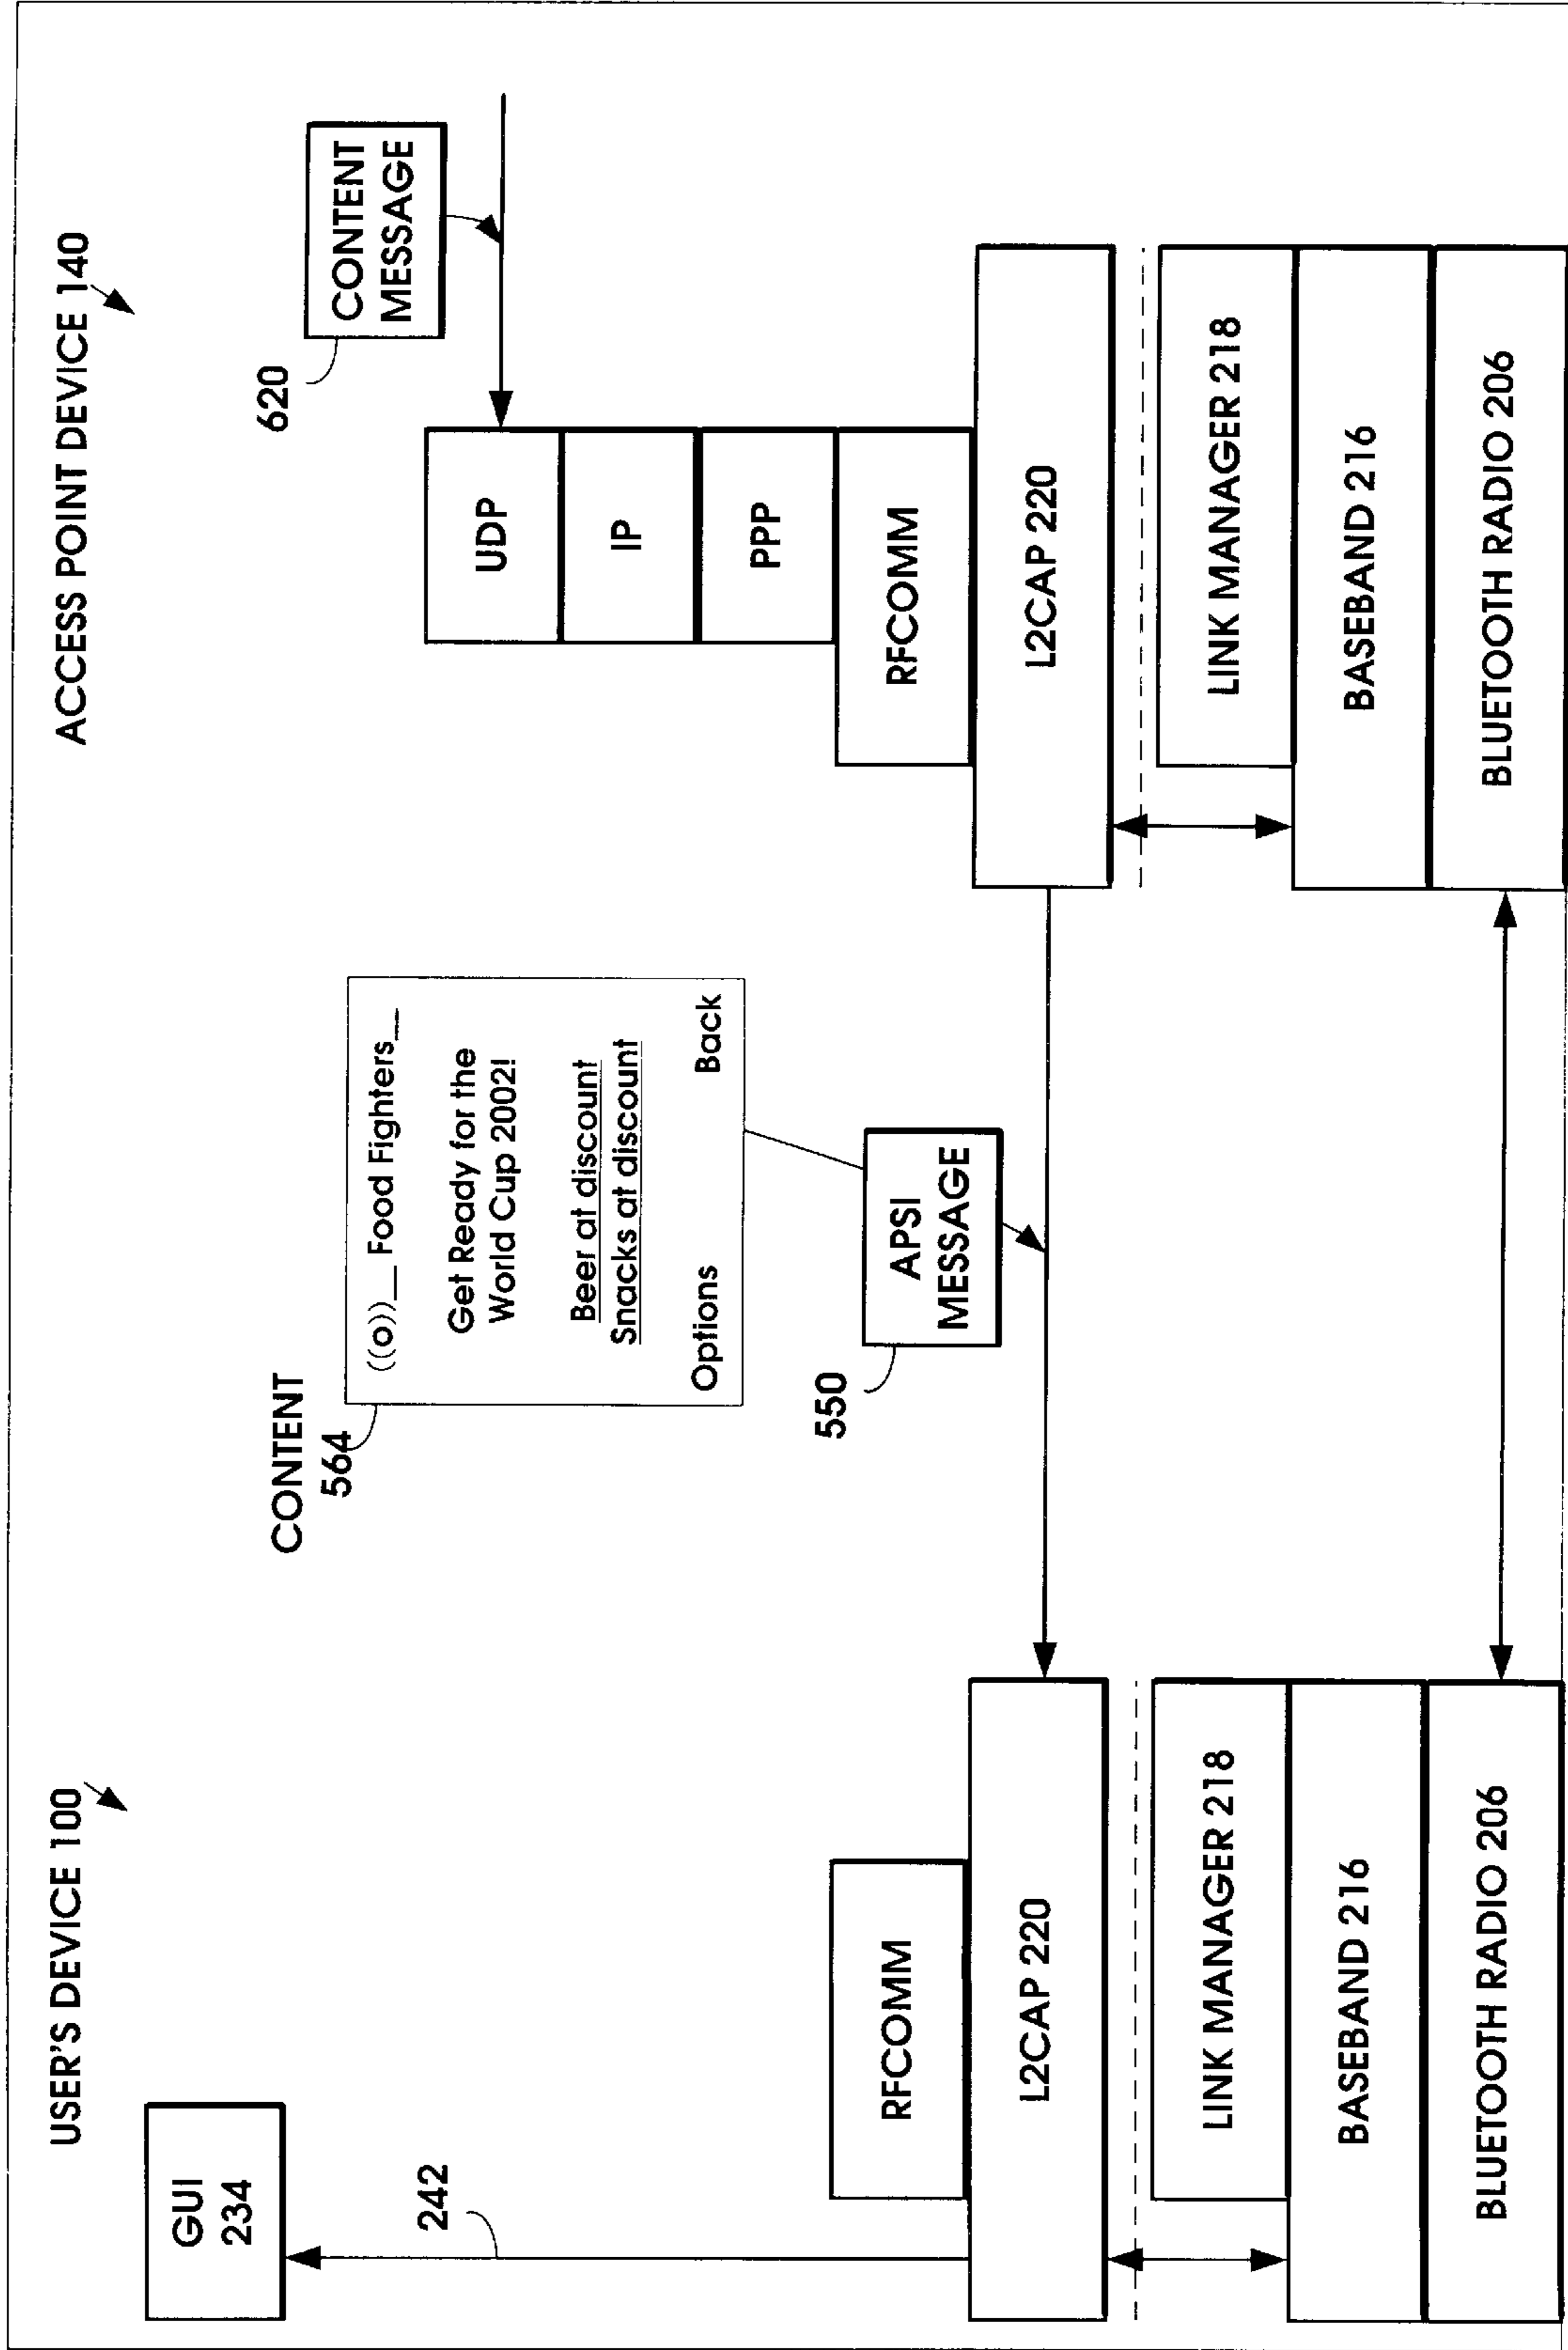 USER'S DEVICE 100
GUI
234
242
RFCOMM
L2CAP 220
LINK MANAGER 218
BASEBAND 216
BLUETOOTH RADIO 206
CONTENT
564
((o))__ Food Fighters__
Get Ready for the
World Cup 2002!
Beer at discount
Snacks at discount
Options Back
550
APSI
MESSAGE
ACCESS POINT DEVICE 140
620
CONTENT
MESSAGE
UDP
IP
PPP
RFCOMM
L2CAP 220
LINK MANAGER 218
BASEBAND 216
BLUETOOTH RADIO 206